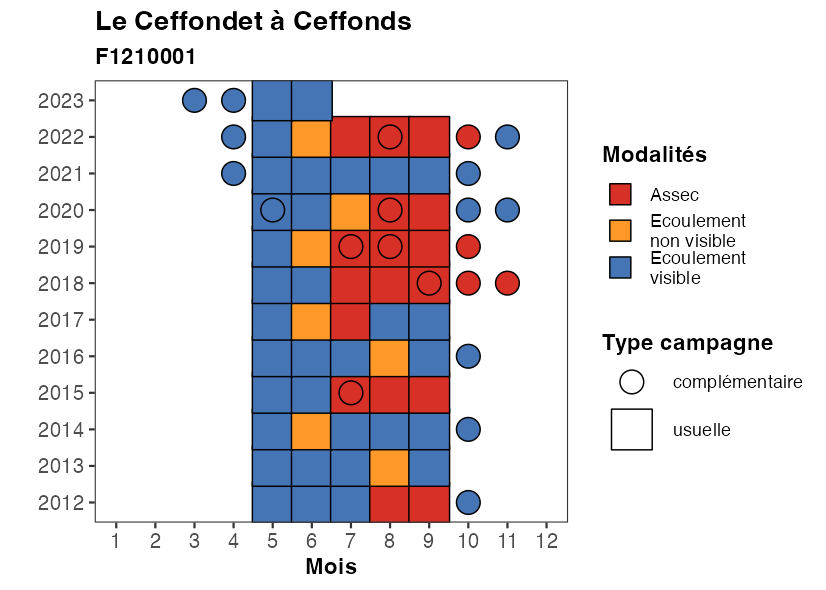 Le Ceffondet à Ceffonds
F1210001
2023
2022
2021
2020
2019
2018
2017
2016
2015
2014
2013
2012
1 2 3 4 5 6 7 8 9 10 11 12
Mois
Modalités
Assec
Ecoulement
non visible
Ecoulement
visible
Type campagne
complémentaire
usuelle